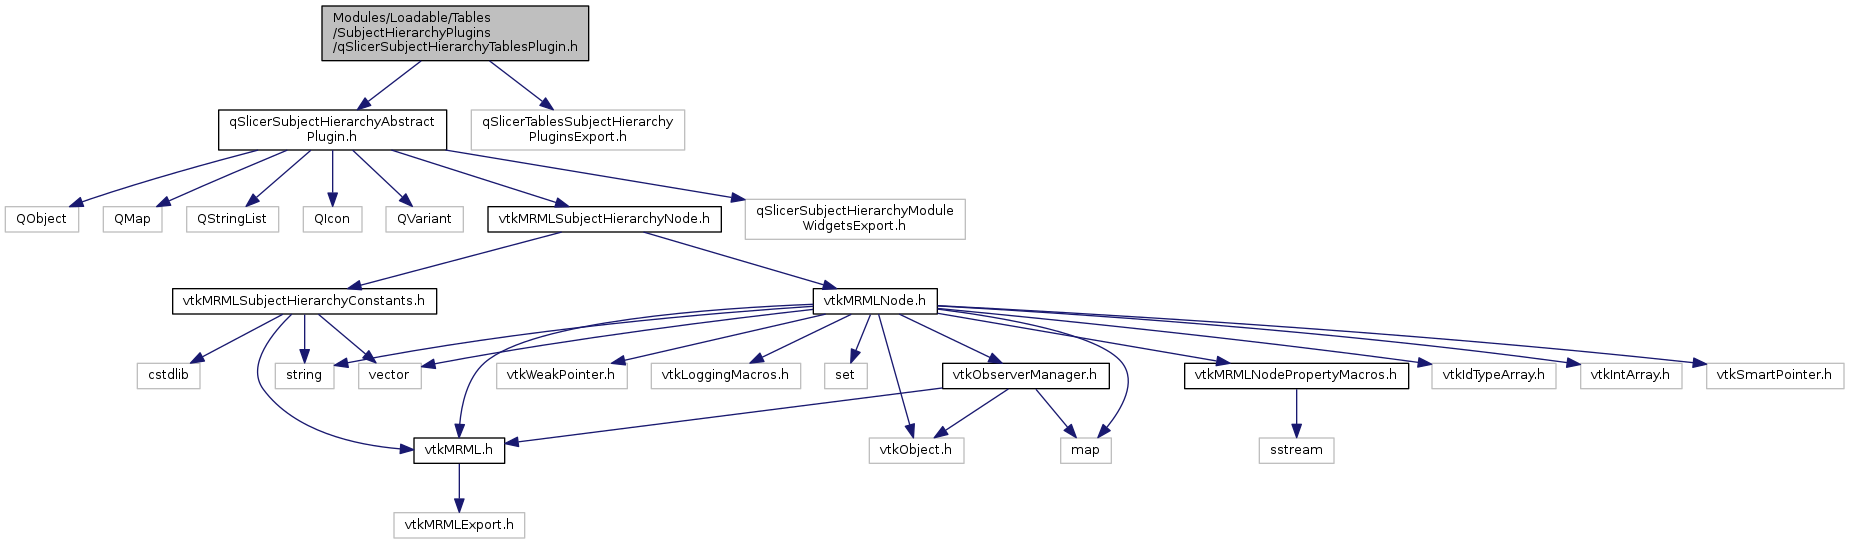 Modules/Loadable/Tables
/SubjectHierarchyPlugins
/qSlicerSubjectHierarchyTablesPlugin.h
qSlicerSubjectHierarchyAbstract
Plugin.h
qSlicerTablesSubjectHierarchy
PluginsExport.h
QObject
QMap
QStringList
QIcon
QVariant
vtkMRMLSubjectHierarchyNode.h
qSlicerSubjectHierarchyModule
WidgetsExport.h
vtkMRMLSubjectHierarchyConstants.h
vtkMRMLNode.h
cstdlib
string
vector
vtkWeakPointer.h
vtkLoggingMacros.h
set
vtkObserverManager.h
vtkMRMLNodePropertyMacros.h
vtkIdTypeArray.h
vtkIntArray.h
vtkSmartPointer.h
vtkMRML.h
vtkObject.h
map
sstream
vtkMRMLExport.h